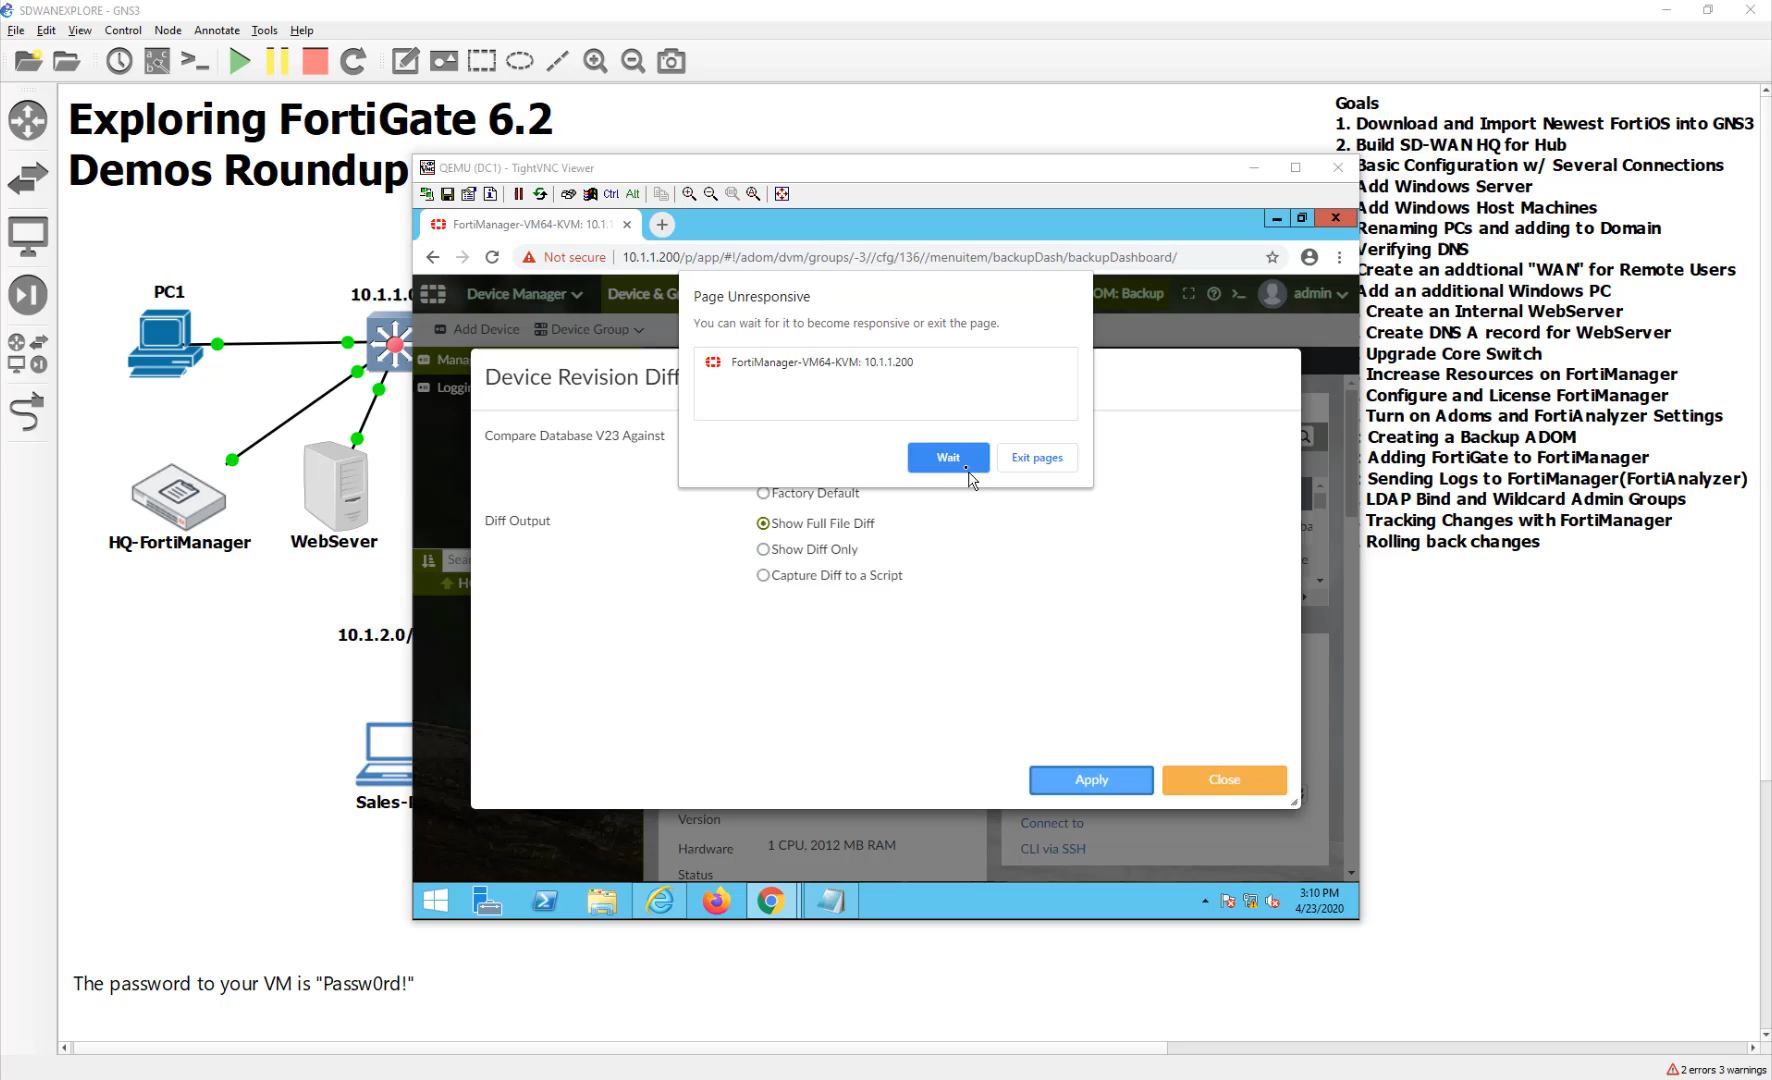 SDWANEXPLORE - GNS3
File Edit View Control Node Annotate Tools Help
Exploring FortiGate 6.2
Demos Roundup
Goals
1. Download and Import Newest FortiOS into GNS3
2. Build SD-WAN HQ for Hub
Basic Configuration w/ Several Connections
Add Windows Server
Add Windows Host Machines
Renaming PCs and adding to Domain
Verifying DNS
Create an addtional "WAN" for Remote Users
Add an additional Windows PC
Create an Internal WebServer
Create DNS A record for WebServer
Upgrade Core Switch
Increase Resources on FortiManager
Configure and License FortiManager
Turn on Adoms and FortiAnalyzer Settings
Creating a Backup ADOM
Adding FortiGate to FortiManager
Sending Logs to FortiManager(FortiAnalyzer)
LDAP Bind and Wildcard Admin Groups
Tracking Changes with FortiManager
Rolling back changes
PC1
10.1.1.0
HQ-FortiManager
WebSever
10.1.2.0/
Sales-
The password to your VM is "Passw0rd!"
QEMU (DC1) - TightVNC Viewer
Ctrl Alt
FortiManager-VM64-KVM: 10.1.1
Not secure 10.1.1.200/p/app/#!/adom/dvm/groups/-3//cfg/136//menuitem/backupDash/backupDashboard/
Device Manager Device & G OM: Backup admin
Add Device Device Group
Mana
Loggi
Sea
H
Page Unresponsive
You can wait for it to become responsive or exit the page.
FortiManager-VM64-KVM: 10.1.1.200
Wait Exit pages
Device Revision Diff
Compare Database V23 Against
Factory Default
Diff Output
Show Full File Diff
Show Diff Only
Capture Diff to a Script
Apply Close
Version
Hardware 1 CPU, 2012 MB RAM
Status
Connect to
CLI via SSH
3:10 PM
4/23/2020
2 errors 3 warnings